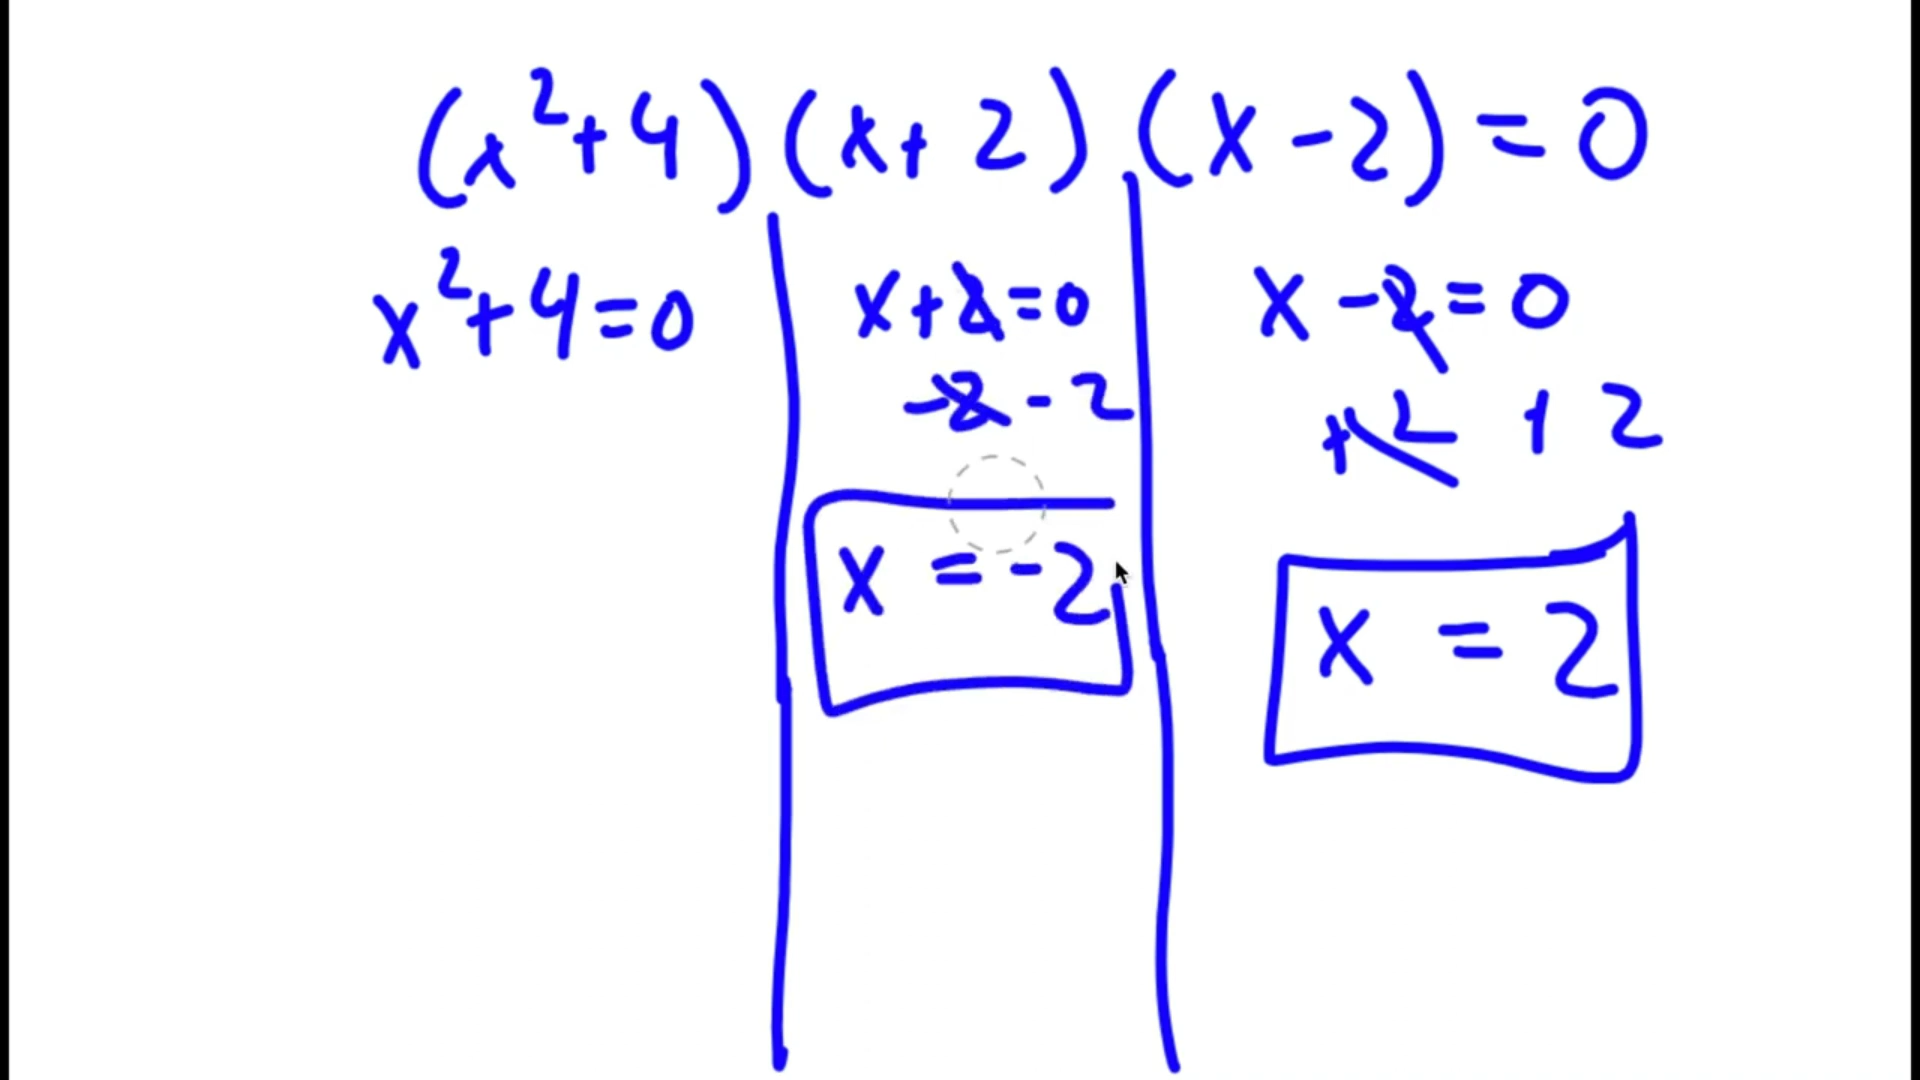 (x²+4)(x+2)(x-2)=0
x²+4=0
x+2=0
-2 -2
x = -2
x-2=0
+2 +2
x = 2